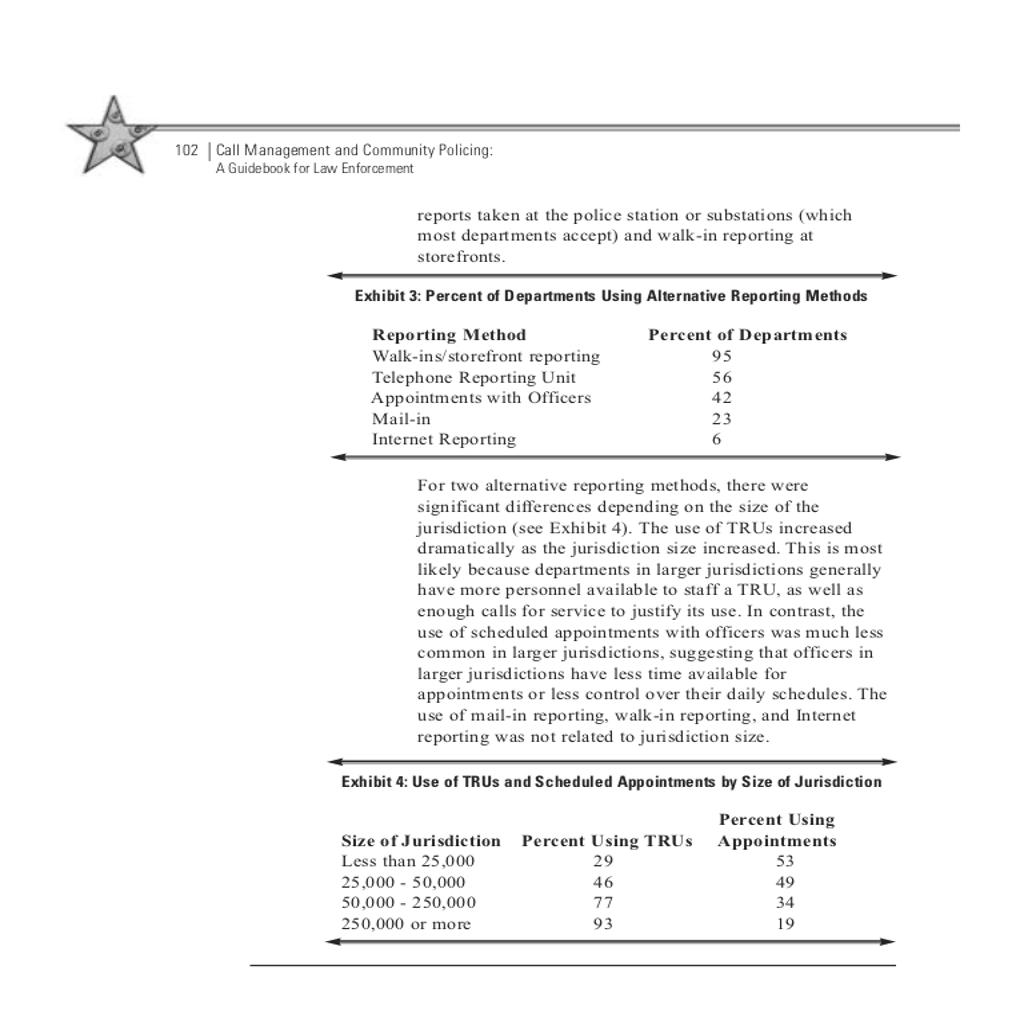 102 Call Management and Community Policing:
A Guidebook for Law Enforcement
reports taken at the police station or substations (which
most departments accept) and walk-in reporting at
storefronts.
Exhibit 3: Percent of Departments Using Alternative Reporting Methods
Reporting Method Percent of Departments
Walk-ins/storefront reporting 95
Telephone Reporting Unit 56
Appointments with Officers 42
Mail-in 23
Internet Reporting 6
For two alternative reporting methods, there were
significant differences depending on the size of the
jurisdiction (see Exhibit 4). The use of TRUs increased
dramatically as the jurisdiction size increased. This is most
likely because departments in larger jurisdictions generally
have more personnel available to staff a TRU, as well as
enough calls for service to justify its use. In contrast, the
use of scheduled appointments with officers was much less
common in larger jurisdictions, suggesting that officers in
larger jurisdictions have less time available for
appointments or less control over their daily schedules. The
use of mail-in reporting, walk-in reporting, and Internet
reporting was not related to jurisdiction size.
Exhibit 4: Use of TRUs and Scheduled Appointments by Size of Jurisdiction
Percent Using
Size of Jurisdiction Percent Using TRUs Appointments
Less than 25,000 29 53
25,000 - 50,000 46 49
50,000 - 250,000 77 34
250,000 or more 93 19